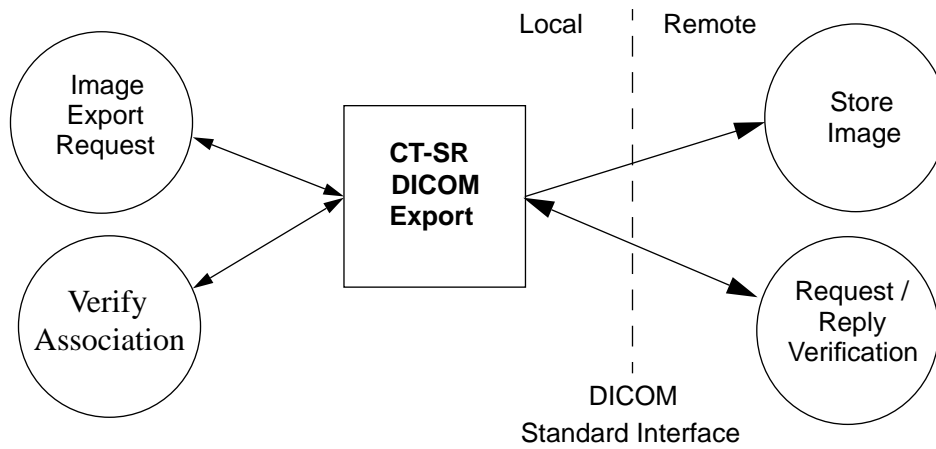 Local
Remote
Image
Export
Request
CT-SR
DICOM
Export
Store
Image
Verify
Association
Request /
Reply
Verification
DICOM
Standard Interface